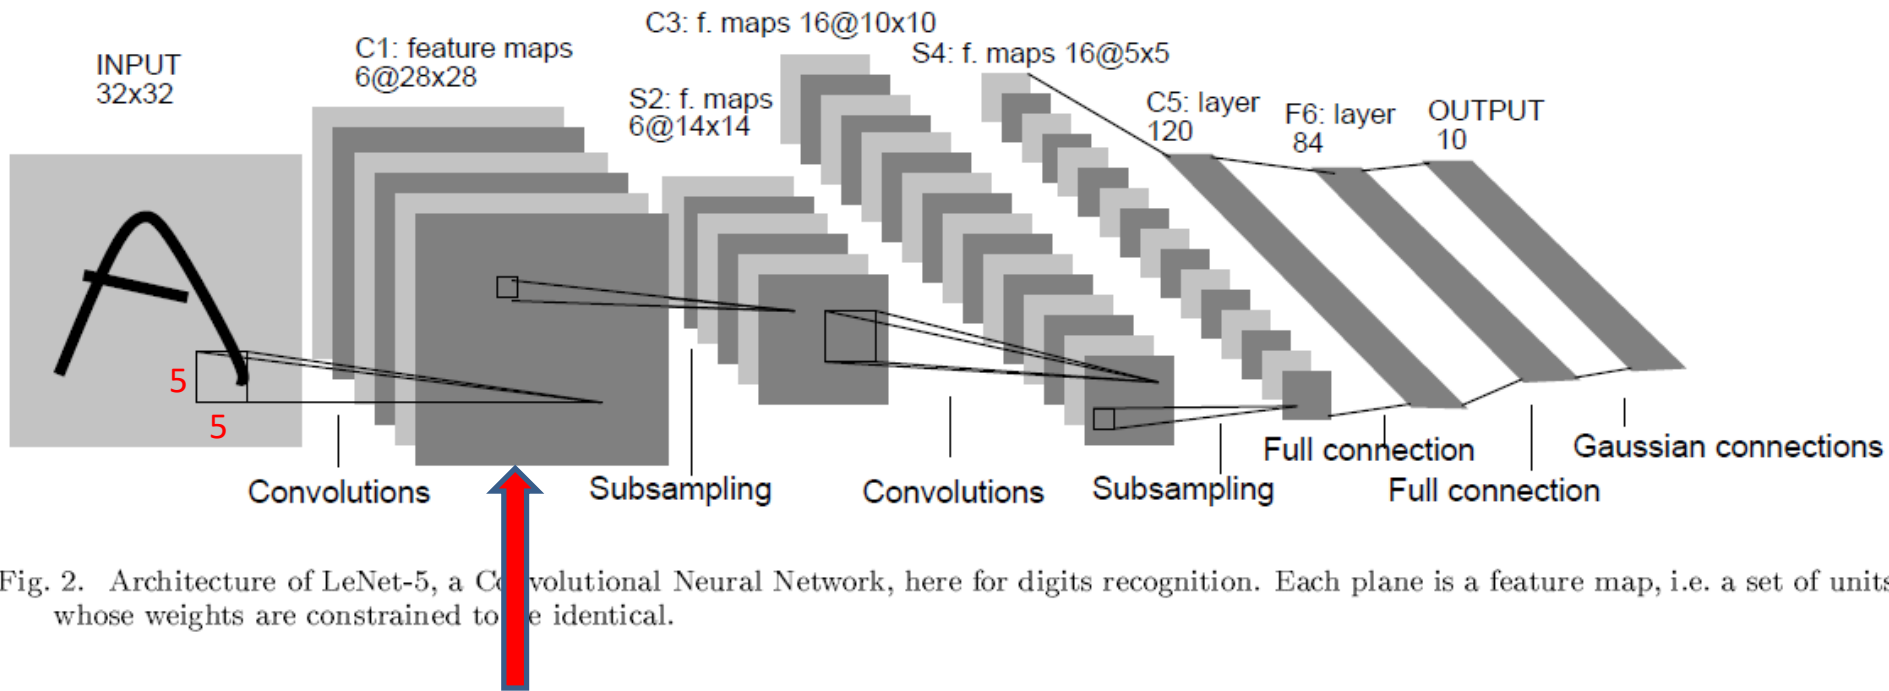 INPUT
32x32
C1: feature maps
6@28x28
S2: f. maps
6@14x14
C3: f. maps 16@10x10
S4: f. maps 16@5x5
C5: layer
120
F6: layer
84
OUTPUT
10
5
5
Convolutions
Subsampling
Convolutions
Subsampling
Full connection
Full connection
Gaussian connections
Fig. 2. Architecture of LeNet-5, a Co volutional Neural Network, here for digits recognition. Each plane is a feature map, i.e. a set of units
whose weights are constrained to e identical.